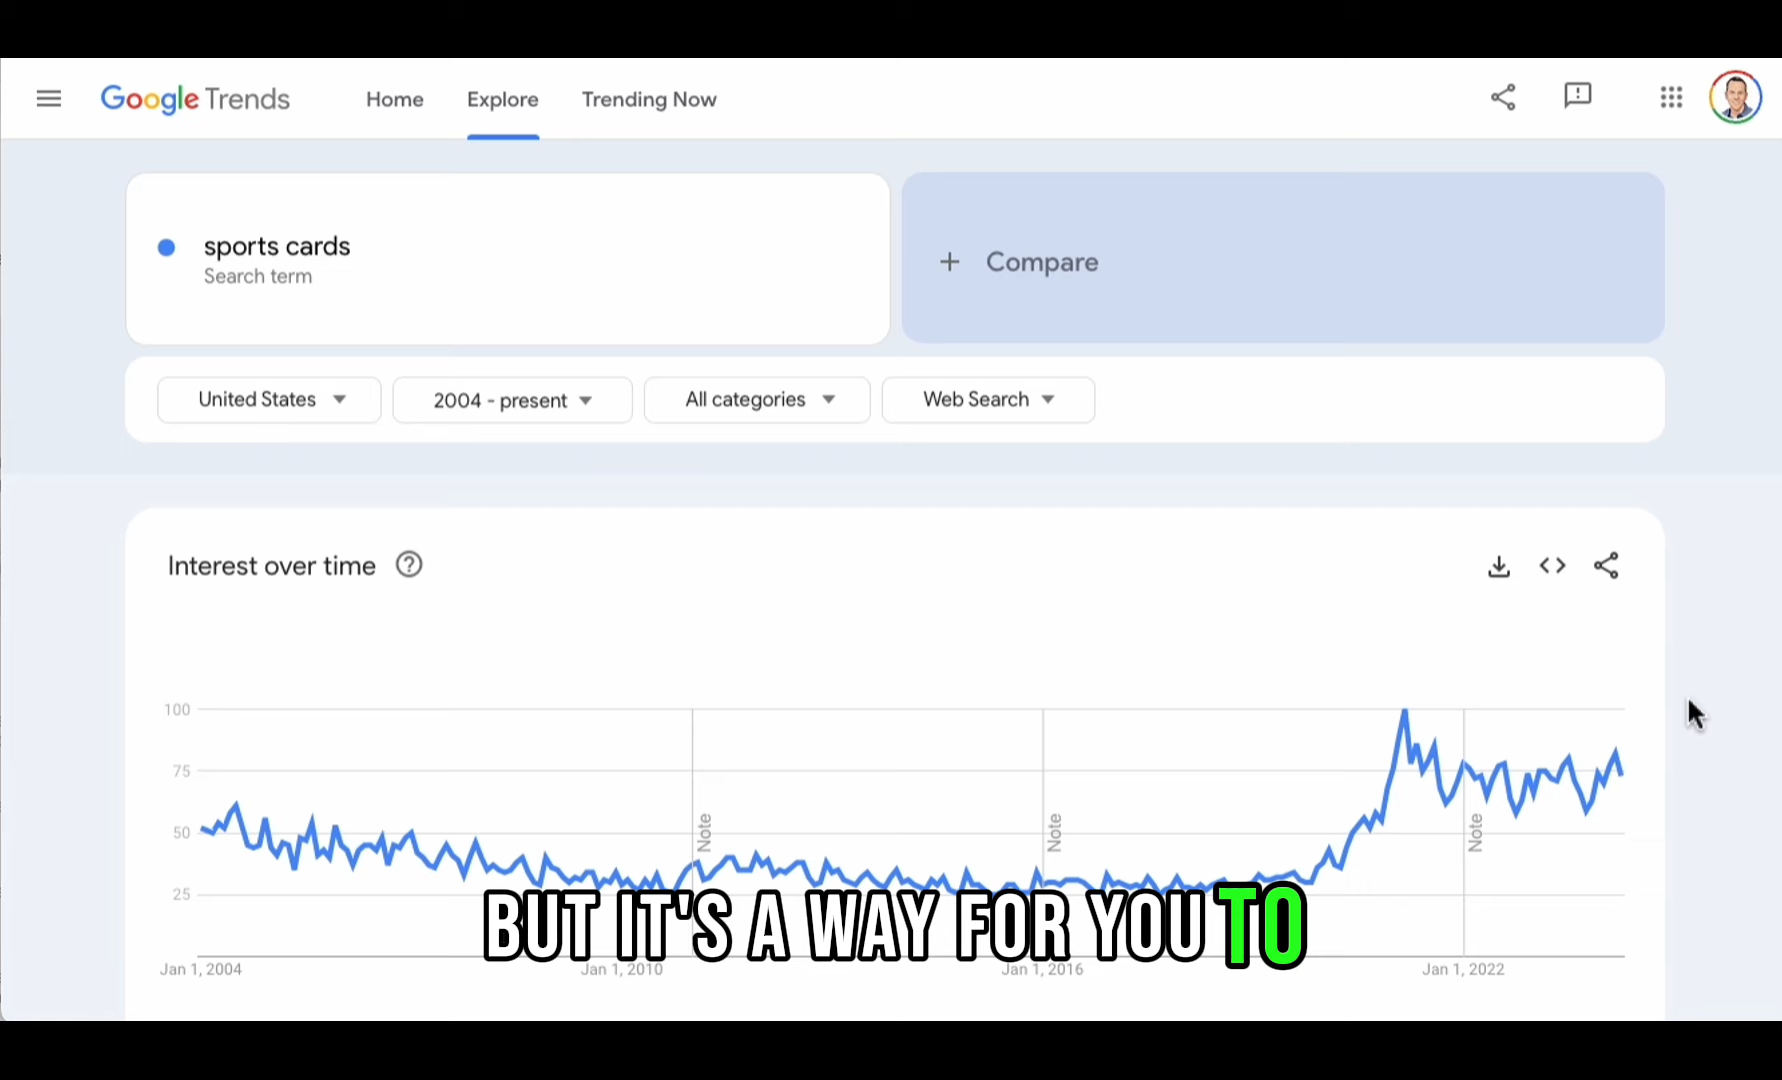 Google Trends Home Explore Trending Now
sports cards
Search term
+ Compare
United States 2004 - present All categories Web Search
Interest over time ?
100
75
50
25
Note
Note
Note
BUT IT'S A WAY FOR YOU TO
Jan 1, 2004 Jan 1, 2010 Jan 1, 2016 Jan 1, 2022